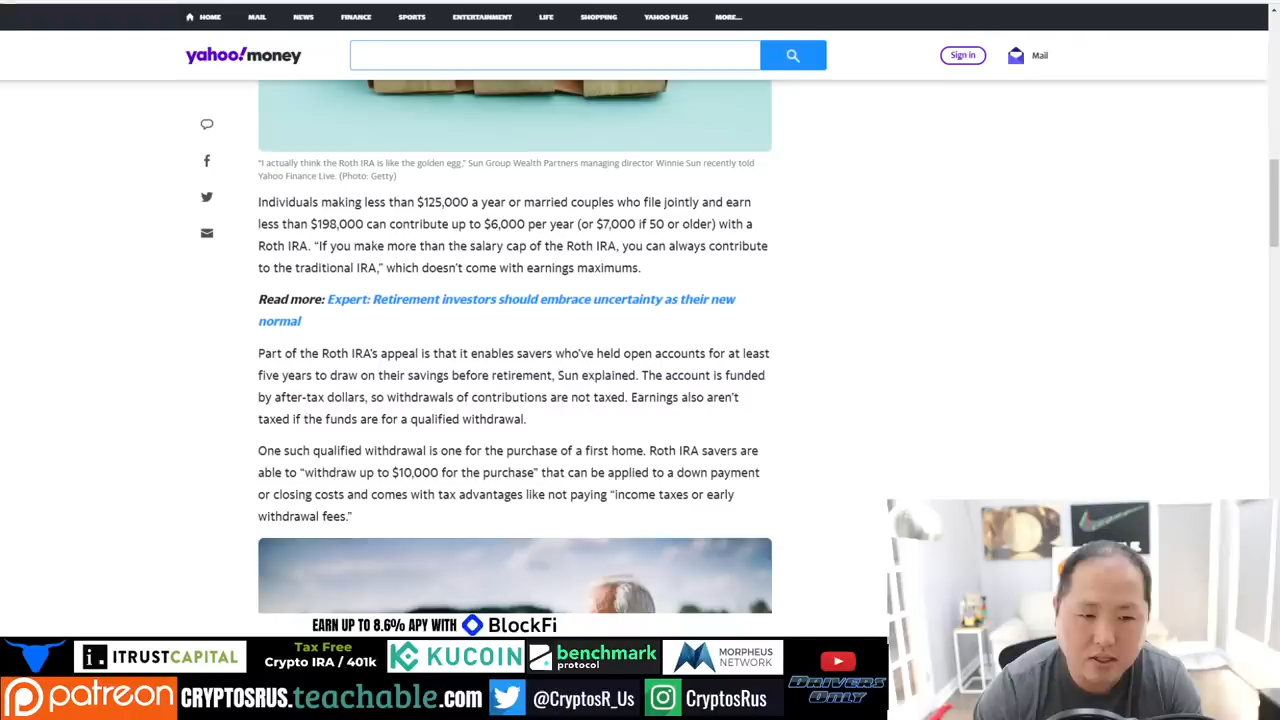 HOME MAIL NEWS FINANCE SPORTS ENTERTAINMENT LIFE SHOPPING YAHOO PLUS MORE...
yahoo!money
Sign in
Mail
“I actually think the Roth IRA is like the golden egg,” Sun Group Wealth Partners managing director Winnie Sun recently told
Yahoo Finance Live. (Photo: Getty)
Individuals making less than $125,000 a year or married couples who file jointly and earn
less than $198,000 can contribute up to $6,000 per year (or $7,000 if 50 or older) with a
Roth IRA. “If you make more than the salary cap of the Roth IRA, you can always contribute
to the traditional IRA,” which doesn’t come with earnings maximums.
Read more: Expert: Retirement investors should embrace uncertainty as their new
normal
Part of the Roth IRA’s appeal is that it enables savers who’ve held open accounts for at least
five years to draw on their savings before retirement, Sun explained. The account is funded
by after-tax dollars, so withdrawals of contributions are not taxed. Earnings also aren’t
taxed if the funds are for a qualified withdrawal.
One such qualified withdrawal is one for the purchase of a first home. Roth IRA savers are
able to “withdraw up to $10,000 for the purchase” that can be applied to a down payment
or closing costs and comes with tax advantages like not paying “income taxes or early
withdrawal fees.”
EARN UP TO 8.6% APY WITH BlockFi
i. ITRUSTCAPITAL
Tax Free
Crypto IRA / 401k
KUCOIN
benchmark
protocol
MORPHEUS
NETWORK
DRIVERS
ONLY
patreon
CRYPTOSRUS.teachable.com
@CryptosR_Us
CryptosRus